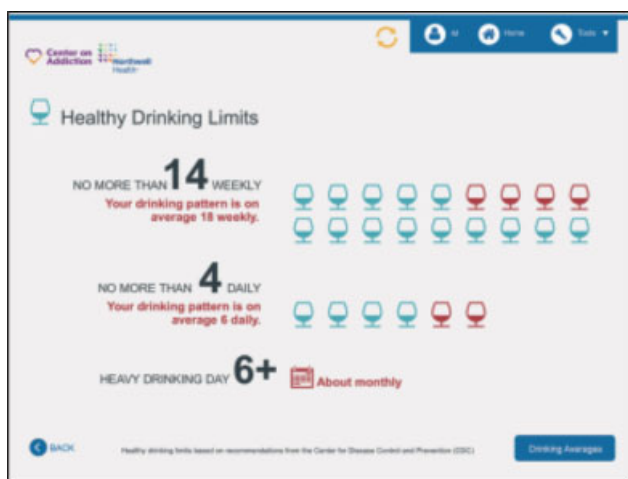 Center on
Addiction
Northwell
Health
All
Home
Tools
Healthy Drinking Limits
NO MORE THAN 14 WEEKLY
Your drinking pattern is on
average 18 weekly.
NO MORE THAN 4 DAILY
Your drinking pattern is on
average 6 daily.
HEAVY DRINKING DAY 6+
About monthly
BACK
Healthy drinking limits based on recommendations from the Center for Disease Control and Prevention (CDC)
Drinking Averages